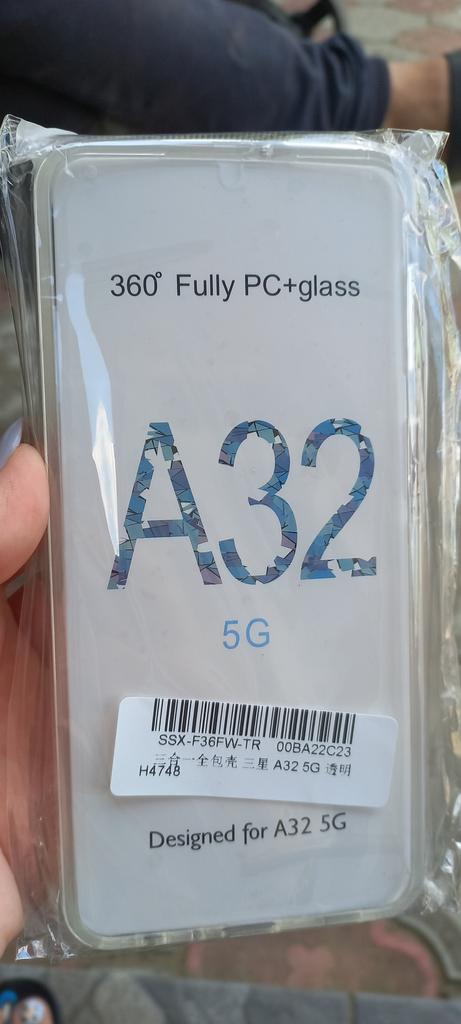 360° Fully PC+glass
A32
5G
SSX-F36FW-TR 00BA22C23
三合一全包壳 三星 A32 5G 透明
H4748
Designed for A32 5G